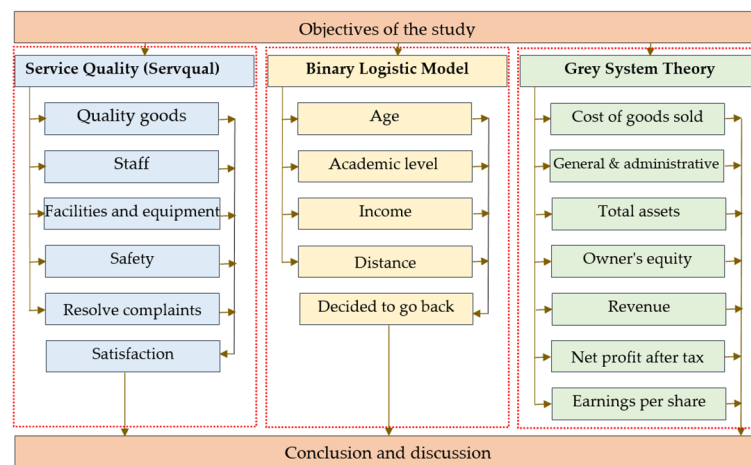 Objectives of the study
Service Quality (Servqual)
Quality goods
Staff
Facilities and equipment
Safety
Resolve complaints
Satisfaction
Binary Logistic Model
Age
Academic level
Income
Distance
Decided to go back
Grey System Theory
Cost of goods sold
General & administrative
Total assets
Owner's equity
Revenue
Net profit after tax
Earnings per share
Conclusion and discussion